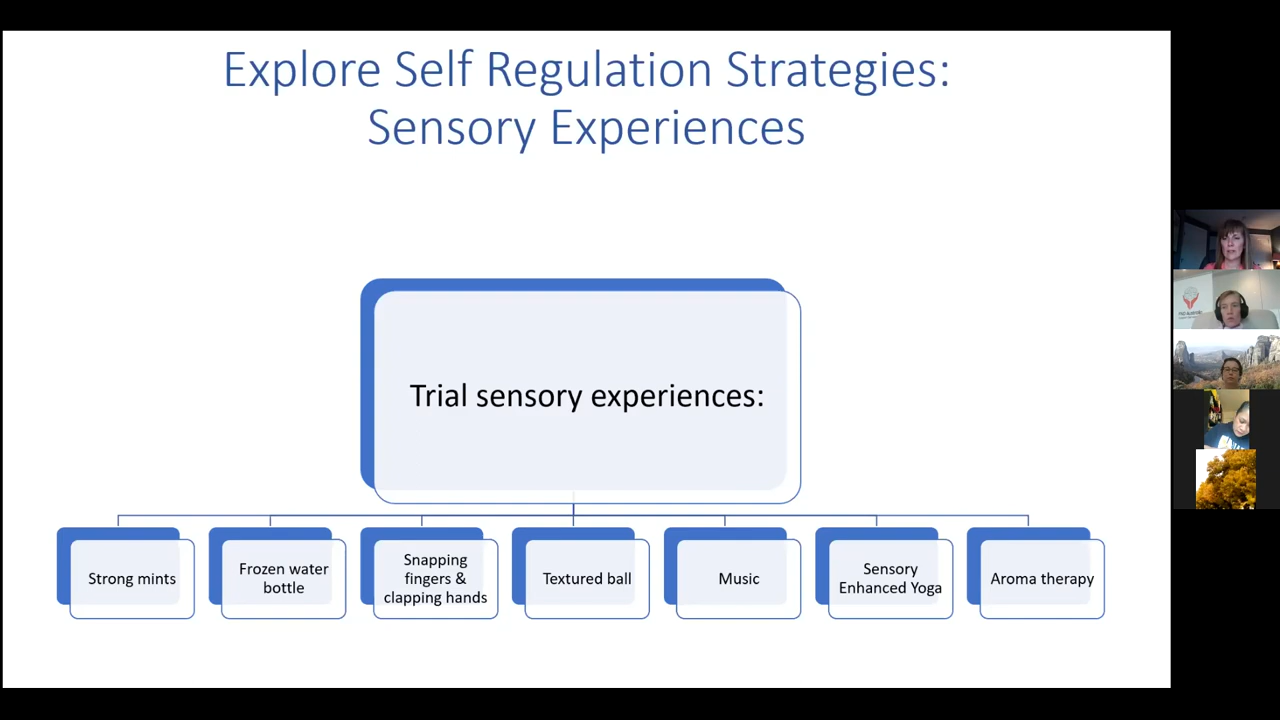 Explore Self Regulation Strategies:
Sensory Experiences
Trial sensory experiences:
Strong mints
Frozen water
bottle
Snapping
fingers &
clapping hands
Textured ball
Music
Sensory
Enhanced Yoga
Aroma therapy